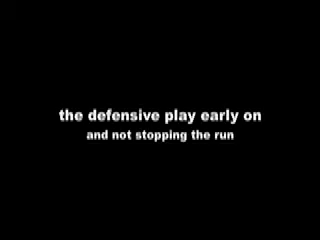 the defensive play early on
and not stopping the run